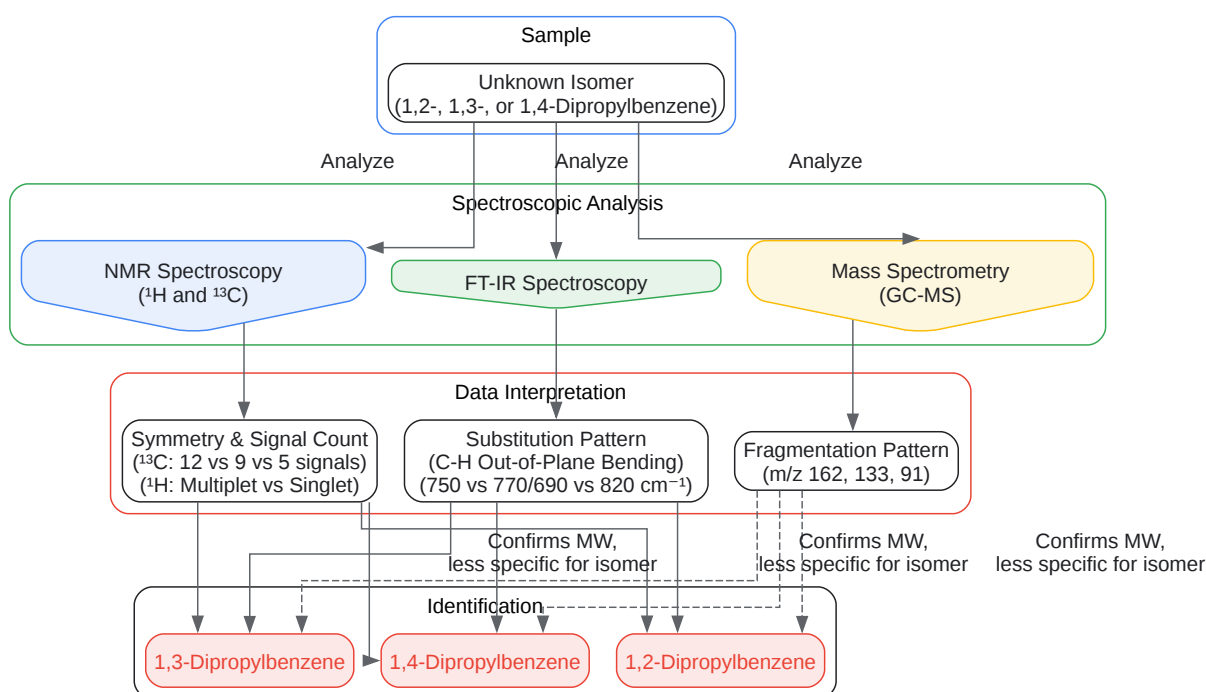 Sample
Unknown Isomer
(1,2-, 1,3-, or 1,4-Dipropylbenzene)
Analyze
Analyze
Analyze
Spectroscopic Analysis
NMR Spectroscopy
(¹H and ¹³C)
FT-IR Spectroscopy
Mass Spectrometry
(GC-MS)
Data Interpretation
Symmetry & Signal Count
(¹³C: 12 vs 9 vs 5 signals)
(¹H: Multiplet vs Singlet)
Substitution Pattern
(C-H Out-of-Plane Bending)
(750 vs 770/690 vs 820 cm⁻¹)
Fragmentation Pattern
(m/z 162, 133, 91)
Confirms MW,
less specific for isomer
Confirms MW,
less specific for isomer
Confirms MW,
less specific for isomer
Identification
1,3-Dipropylbenzene
1,4-Dipropylbenzene
1,2-Dipropylbenzene